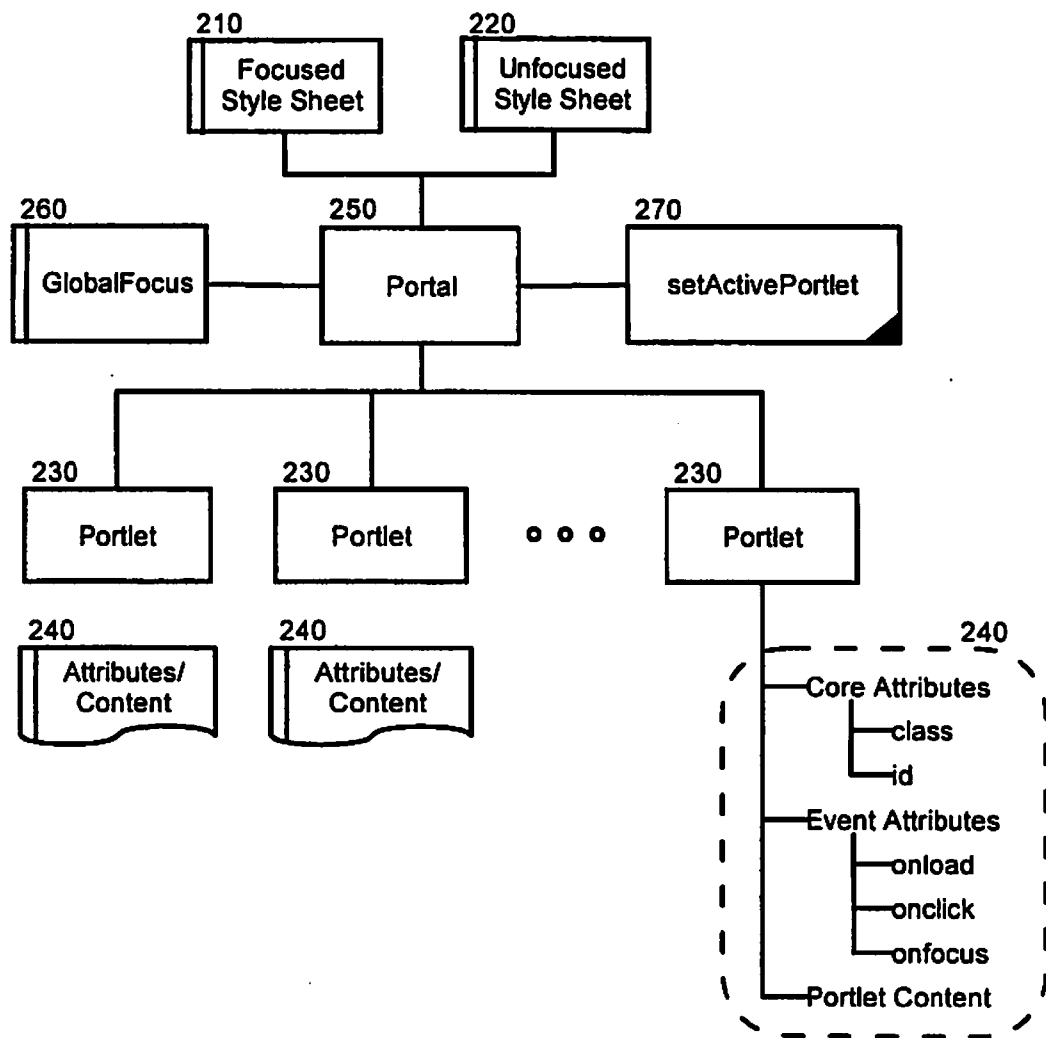 210
220
Focused
Style Sheet
Unfocused
Style Sheet
260
250
270
GlobalFocus
Portal
setActivePortlet
230
230
230
Portlet
Portlet
Portlet
240
240
240
Attributes/
Content
Attributes/
Content
Core Attributes
class
id
Event Attributes
onload
onclick
onfocus
Portlet Content